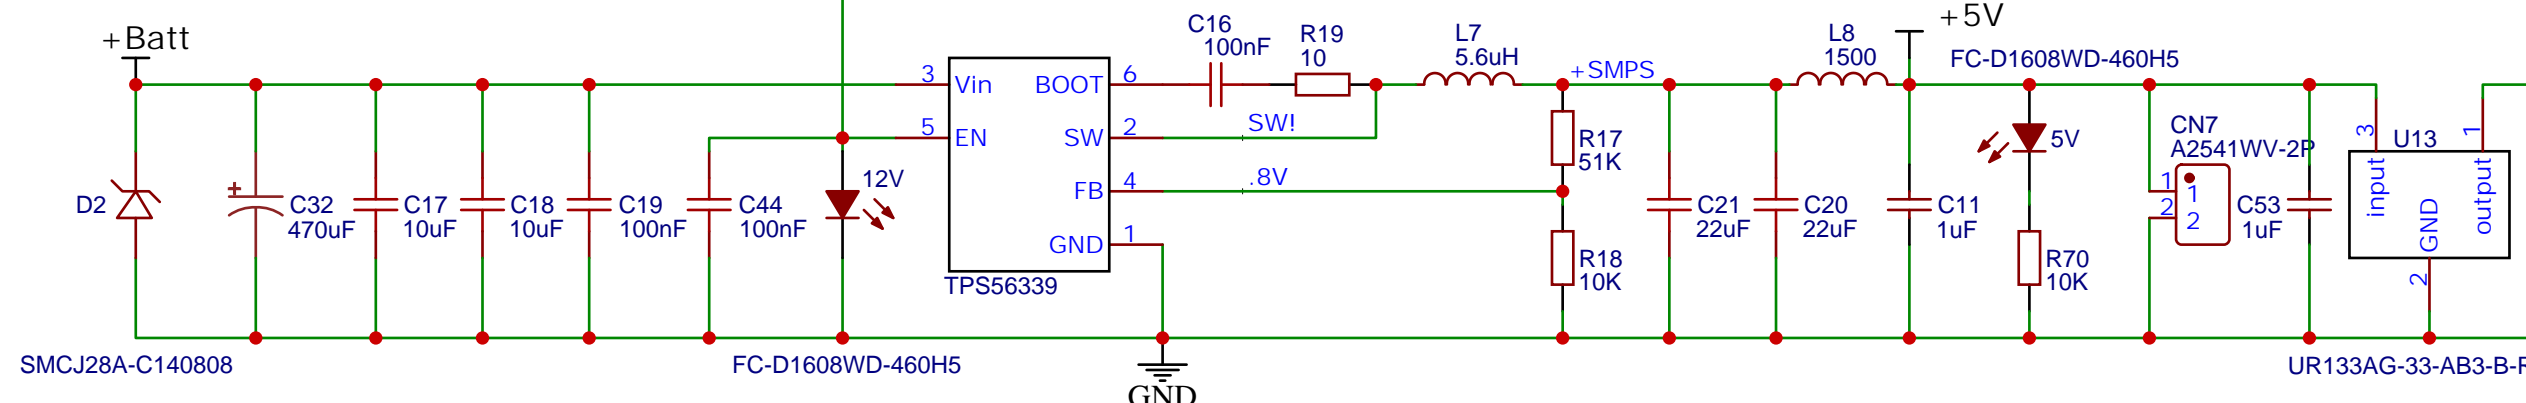 +Batt
D2
SMCJ28A-C140808
C32
470uF
C17
10uF
C18
10uF
C19
100nF
C44
100nF
12V
FC-D1608WD-460H5
3
Vin
5
EN
BOOT
6
SW
2
FB
4
GND
1
TPS56339
GND
C16
100nF
R19
10
SW!
.8V
L7
5.6uH
+SMPS
R17
51K
R18
10K
C21
22uF
C20
22uF
L8
1500
+5V
C11
1uF
FC-D1608WD-460H5
5V
R70
10K
CN7
A2541WV-2P
1
1
2
2
C53
1uF
U13
3
input
GND
2
1
output
UR133AG-33-AB3-B-